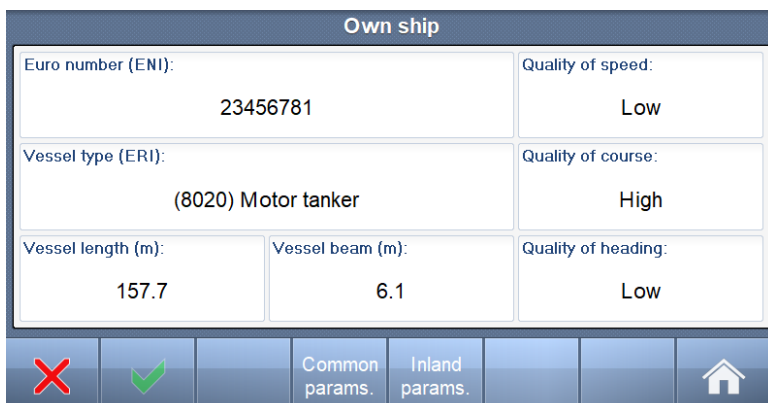 Own ship
Euro number (ENI):
23456781
Quality of speed:
Low
Vessel type (ERI):
(8020) Motor tanker
Quality of course:
High
Vessel length (m):
157.7
Vessel beam (m):
6.1
Quality of heading:
Low
Common
params.
Inland
params.